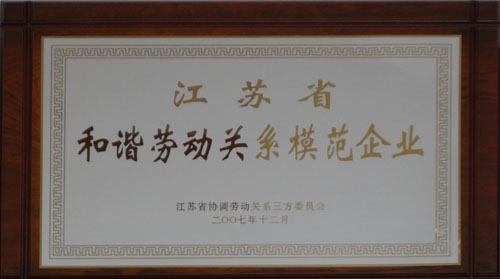 江苏省
和谐劳动关系模范企业
江苏省协调劳动关系三方委员会
二〇〇七年十二月